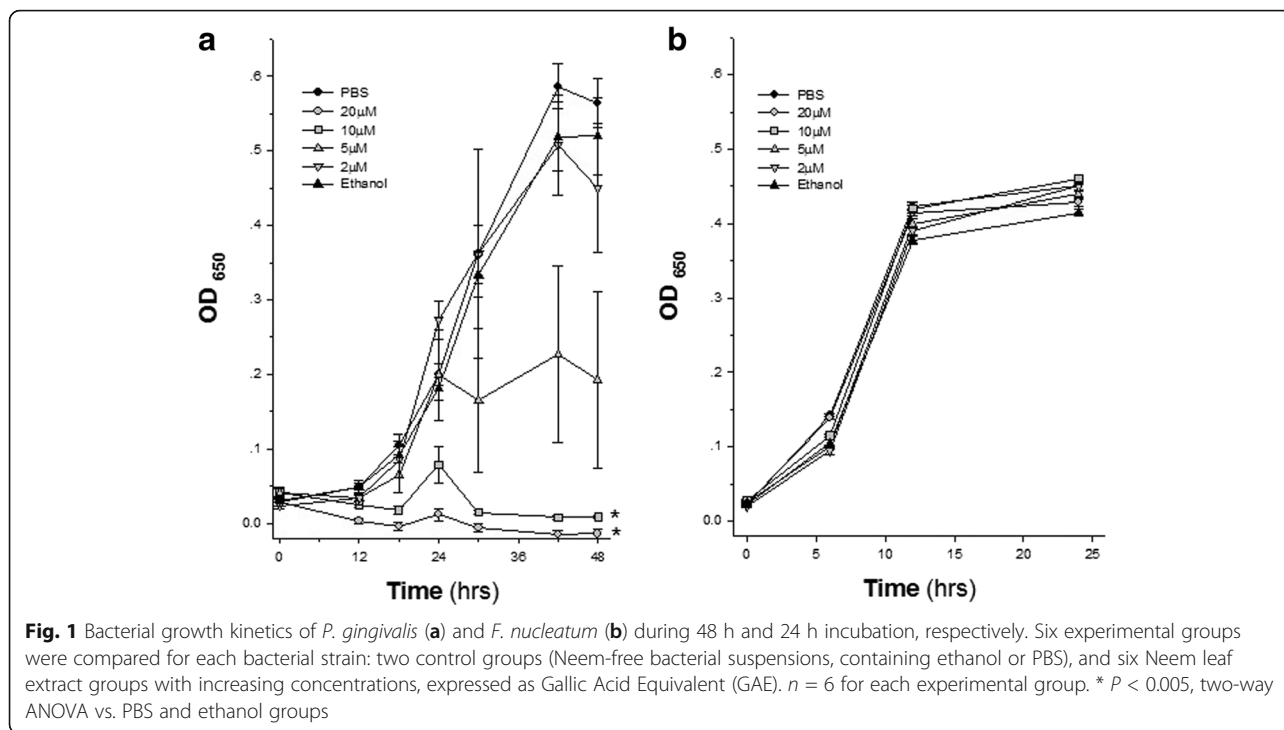 a
.6
.5
.4
.3
.2
.1
0.0
OD 650
PBS
20µM
10µM
5µM
2µM
Ethanol
*
*
0 12 18 24 30 36 42 48
Time (hrs)
b
.6
.5
.4
.3
.2
.1
0.0
OD 650
PBS
20µM
10µM
5µM
2µM
Ethanol
0 5 10 15 20 25
Time (hrs)
Fig. 1 Bacterial growth kinetics of P. gingivalis (a) and F. nucleatum (b) during 48 h and 24 h incubation, respectively. Six experimental groups
were compared for each bacterial strain: two control groups (Neem-free bacterial suspensions, containing ethanol or PBS), and six Neem leaf
extract groups with increasing concentrations, expressed as Gallic Acid Equivalent (GAE). n = 6 for each experimental group. * P < 0.005, two-way
ANOVA vs. PBS and ethanol groups